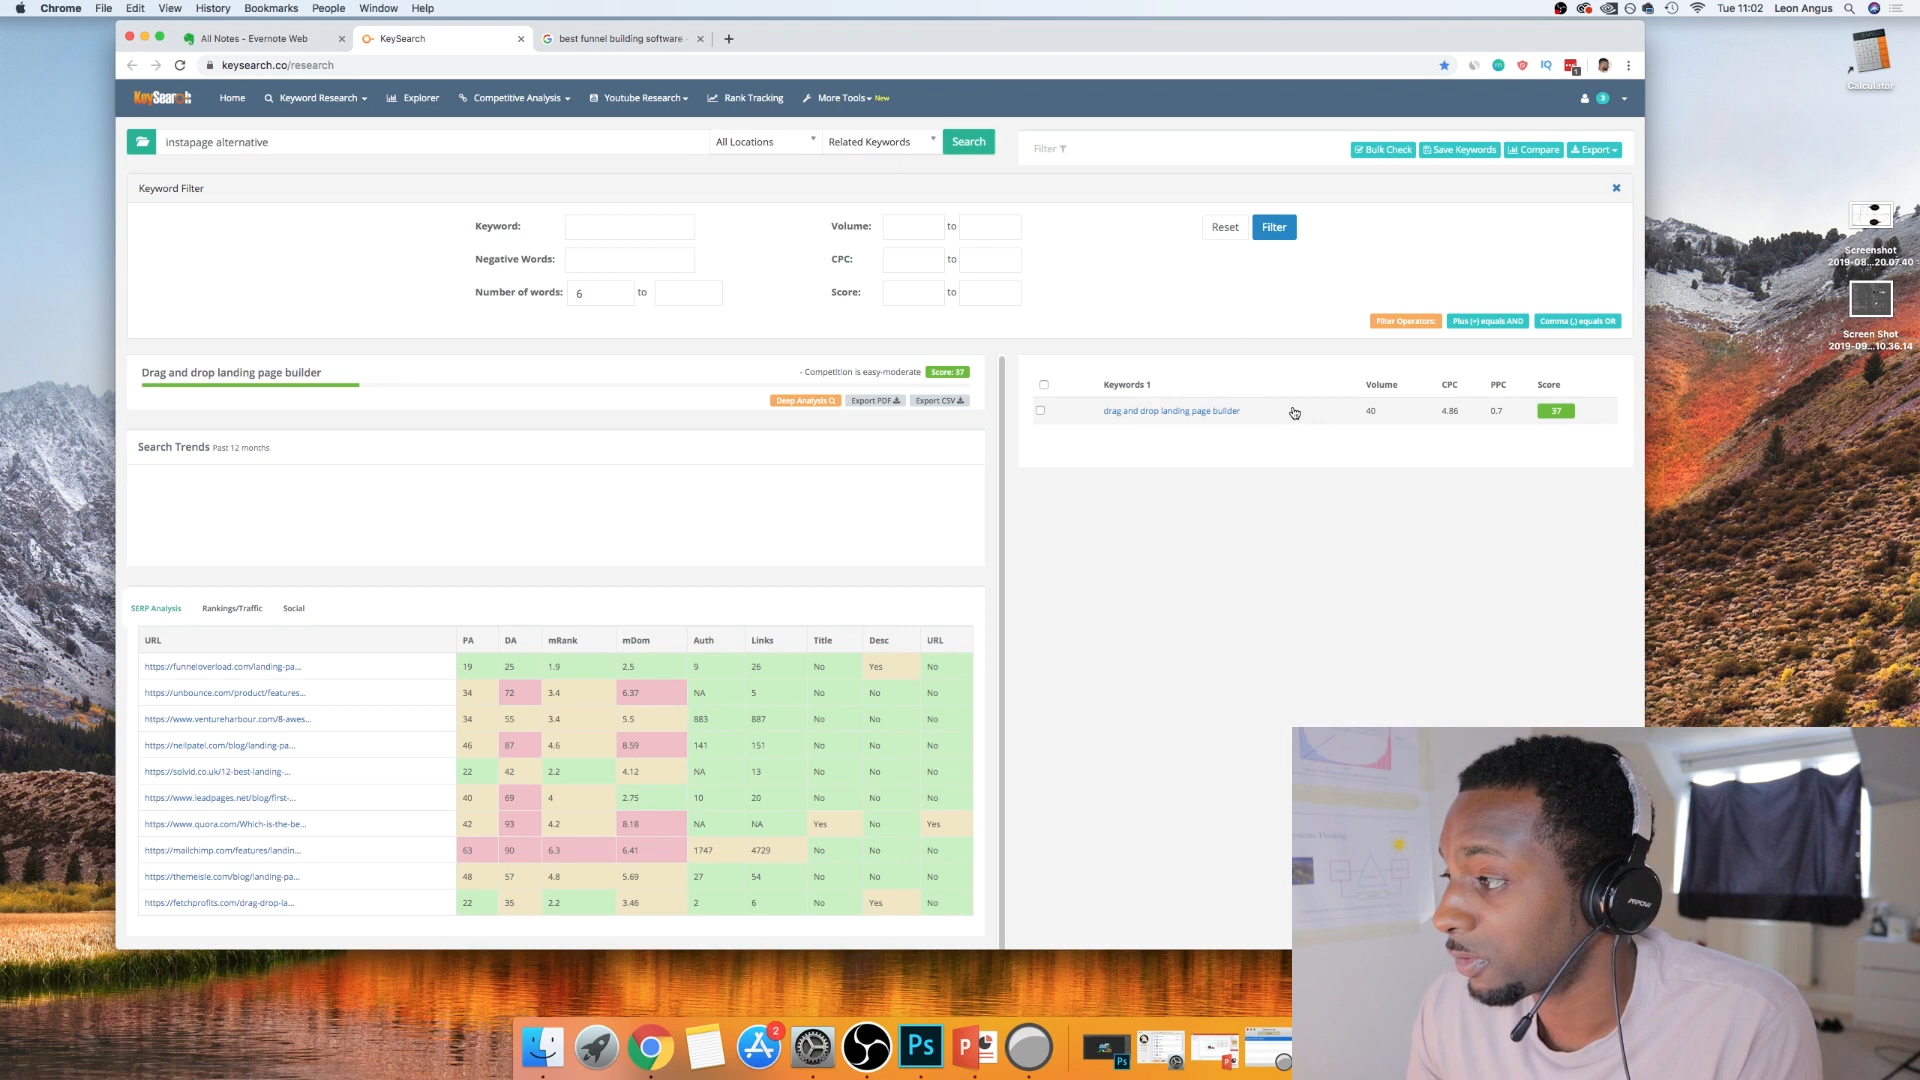 Chrome File Edit View History Bookmarks People Window Help
Tue 11:02 Leon Angus
All Notes - Evernote Web
KeySearch
best funnel building software
keysearch.co/research
KeySearch
Home
Keyword Research
Explorer
Competitive Analysis
Youtube Research
Rank Tracking
More Tools New
3
instapage alternative
All Locations
Related Keywords
Search
Filter
Bulk Check
Save Keywords
Compare
Export
Keyword Filter
Keyword:
Volume: to
Reset
Filter
Negative Words:
CPC: to
Number of words: 6 to
Score: to
Filter Operators:
Plus (+) equals AND
Comma (,) equals OR
Drag and drop landing page builder
- Competition is easy-moderate Score: 37
Deep Analysis
Export PDF
Export CSV
Search Trends Past 12 months
Keywords 1 Volume CPC PPC Score
drag and drop landing page builder 40 4.86 0.7 37
SERP Analysis Rankings/Traffic Social
URL PA DA mRank mDom Auth Links Title Desc URL
https://funneloverload.com/landing-pa... 19 25 1.9 2.5 9 26 No Yes No
https://unbounce.com/product/features... 34 72 3.4 6.37 NA 5 No No No
https://www.ventureharbour.com/8-awes... 34 55 3.4 5.5 883 887 No No No
https://neilpatel.com/blog/landing-pa... 46 87 4.6 8.59 141 151 No No No
https://solvid.co.uk/12-best-landing-... 22 42 2.2 4.12 NA 13 No No No
https://www.leadpages.net/blog/first-... 40 69 4 2.75 10 20 No No No
https://www.quora.com/Which-is-the-be... 42 93 4.2 8.18 NA NA Yes No Yes
https://mailchimp.com/features/landin... 63 90 6.3 6.41 1747 4729 No No No
https://themeisle.com/blog/landing-pa... 48 57 4.8 5.69 27 54 No No No
https://fetchprofits.com/drag-drop-la... 22 35 2.2 3.46 2 6 No Yes No
Calculator
Screenshot
2019-08...20.07.40
Screen Shot
2019-09...10.36.14
2
Ps
P
Ps
MPOW